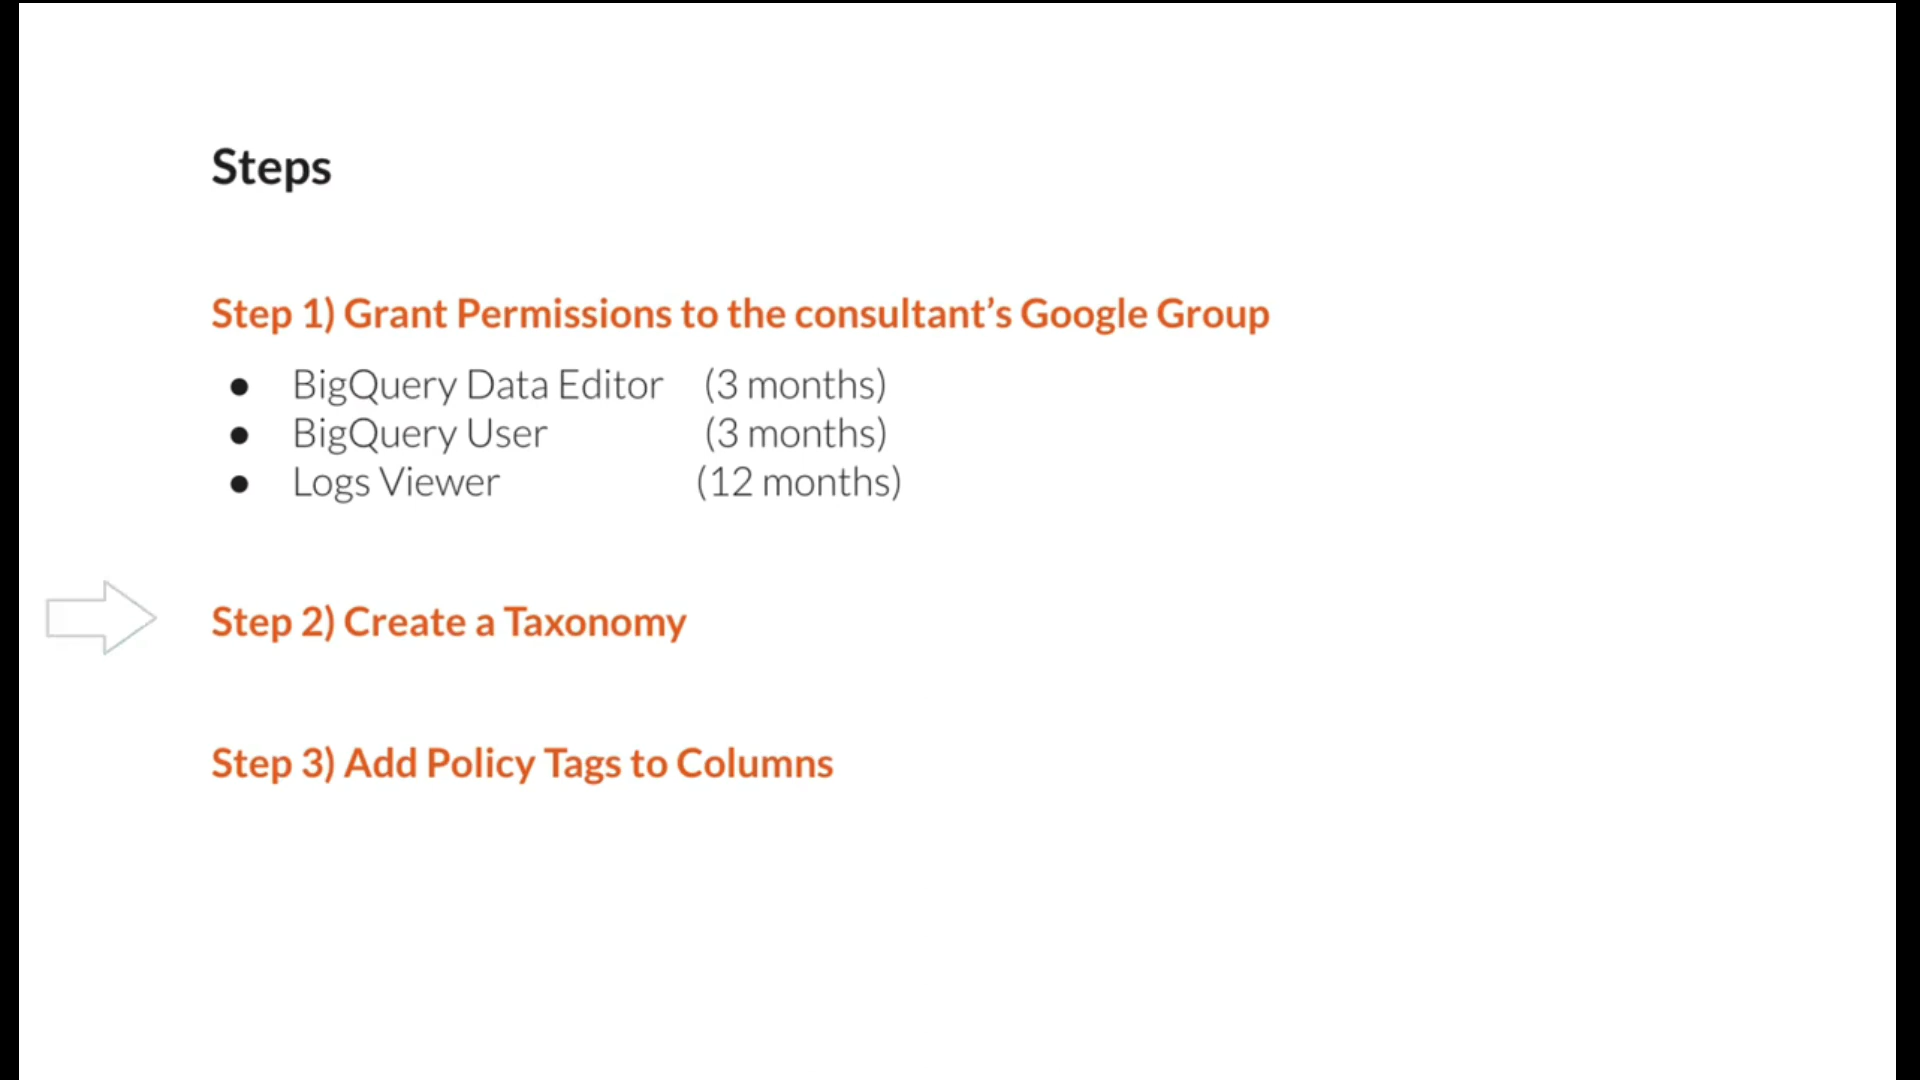 Steps
Step 1) Grant Permissions to the consultant’s Google Group
● BigQuery Data Editor (3 months)
● BigQuery User (3 months)
● Logs Viewer (12 months)
Step 2) Create a Taxonomy
Step 3) Add Policy Tags to Columns